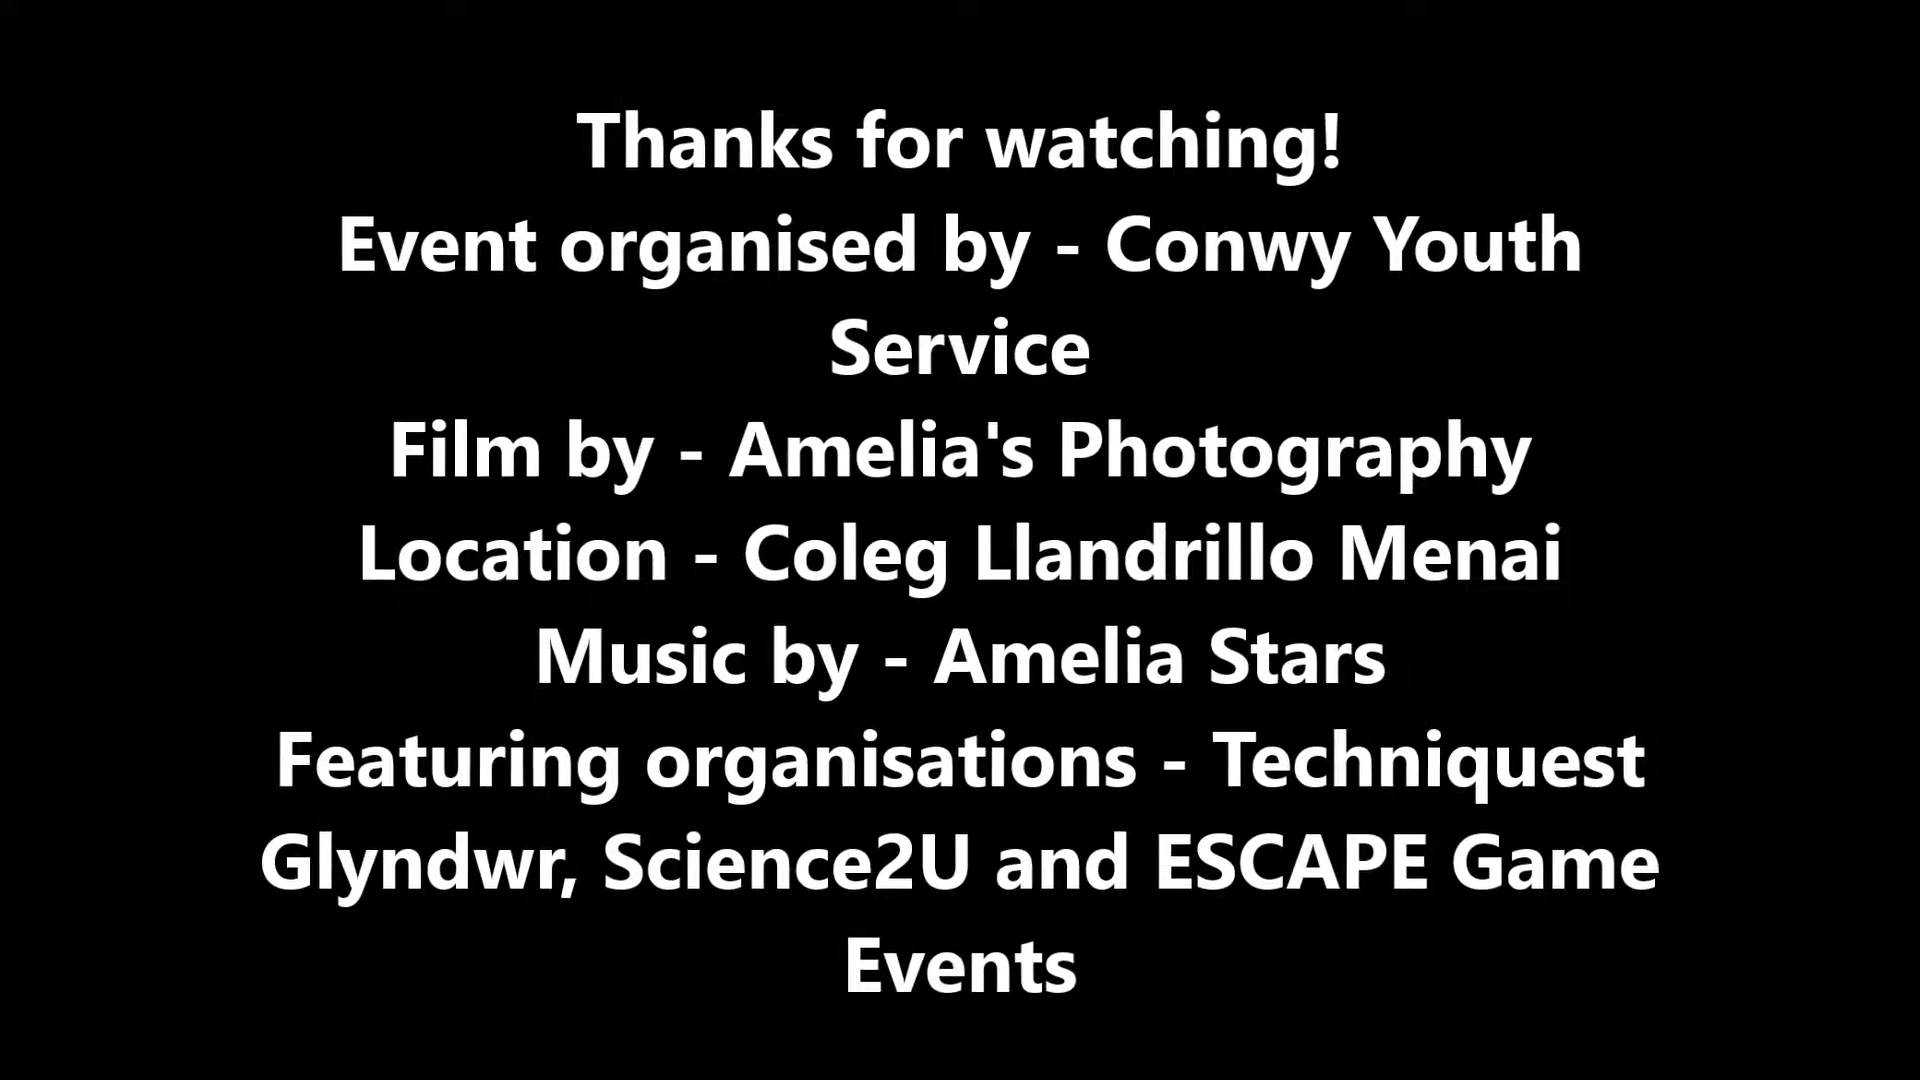 Thanks for watching!
Event organised by - Conwy Youth
Service
Film by - Amelia's Photography
Location - Coleg Llandrillo Menai
Music by - Amelia Stars
Featuring organisations - Techniquest
Glyndwr, Science2U and ESCAPE Game
Events